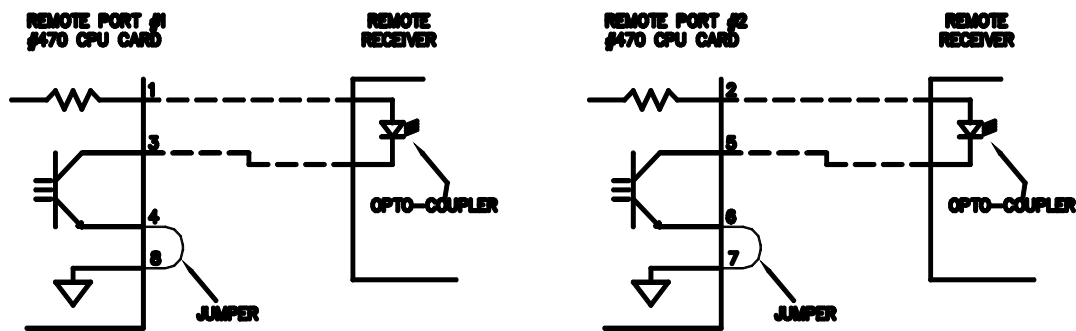 REMOTE PORT #1
#470 CPU CARD
REMOTE
RECEIVER
1
3
4
8
OPTO-COUPLER
JUMPER
REMOTE PORT #2
#470 CPU CARD
REMOTE
RECEIVER
2
5
6
7
OPTO-COUPLER
JUMPER